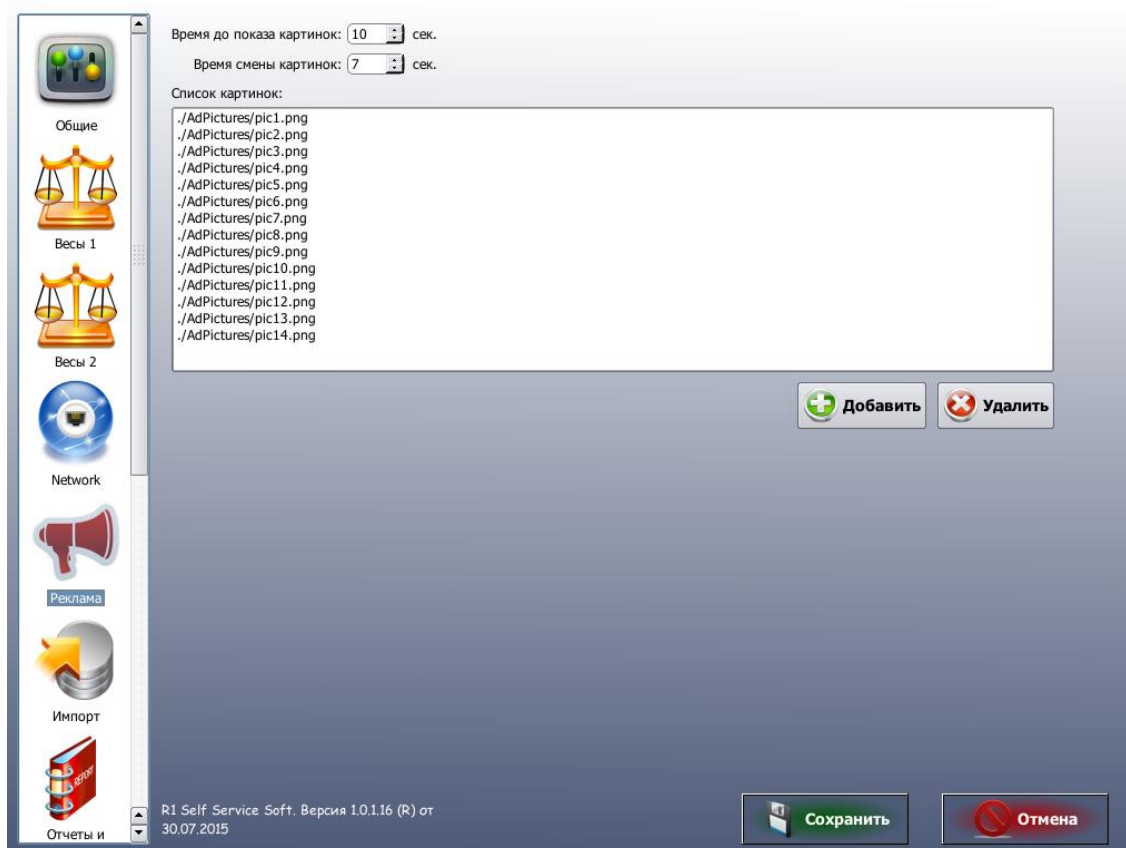 Общие
Весы 1
Весы 2
Network
Реклама
Импорт
REPORT
Отчеты и
Время до показа картинок: 10 сек.
Время смены картинок: 7 сек.
Список картинок:
./AdPictures/pic1.png
./AdPictures/pic2.png
./AdPictures/pic3.png
./AdPictures/pic4.png
./AdPictures/pic5.png
./AdPictures/pic6.png
./AdPictures/pic7.png
./AdPictures/pic8.png
./AdPictures/pic9.png
./AdPictures/pic10.png
./AdPictures/pic11.png
./AdPictures/pic12.png
./AdPictures/pic13.png
./AdPictures/pic14.png
Добавить Удалить
R1 Self Service Soft. Версия 1.0.1.16 (R) от
30.07.2015
Сохранить Отмена